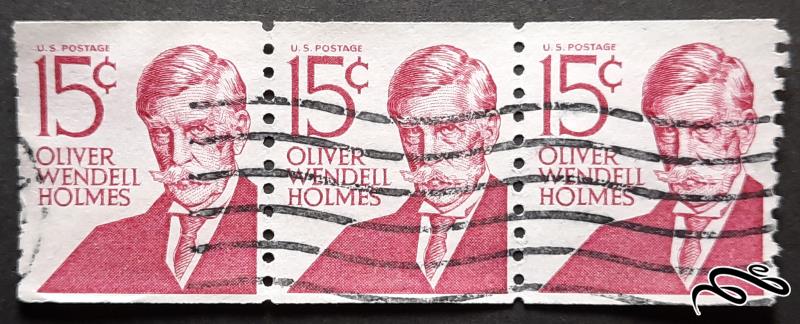 U.S. POSTAGE
15¢
OLIVER
WENDELL
HOLMES
U.S. POSTAGE
15¢
OLIVER
WENDELL
HOLMES
U.S. POSTAGE
15¢
OLIVER
WENDELL
HOLMES